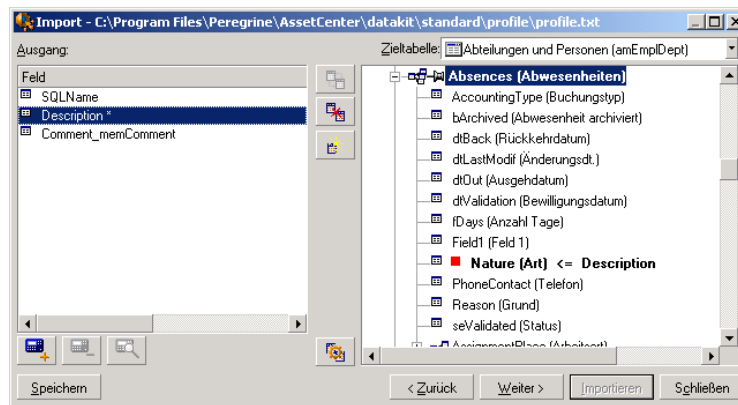 Import - C:\Program Files\Peregrine\AssetCenter\datakit\standard\profile\profile.txt
Ausgang:
Zieltabelle: Abteilungen und Personen (amEmplDept)
Feld
SQLName
Description *
Comment_memComment
Absences (Abwesenheiten)
AccountingType (Buchungstyp)
bArchived (Abwesenheit archiviert)
dtBack (Rückkehrdatum)
dtLastModif (Änderungsdt.)
dtOut (Ausgehdatum)
dtValidation (Bewilligungsdatum)
fDays (Anzahl Tage)
Field1 (Feld 1)
Nature (Art) <= Description
PhoneContact (Telefon)
Reason (Grund)
seValidated (Status)
AssignmentPlace (Arbeitsort)
Speichern
< Zurück
Weiter >
Importieren
Schließen